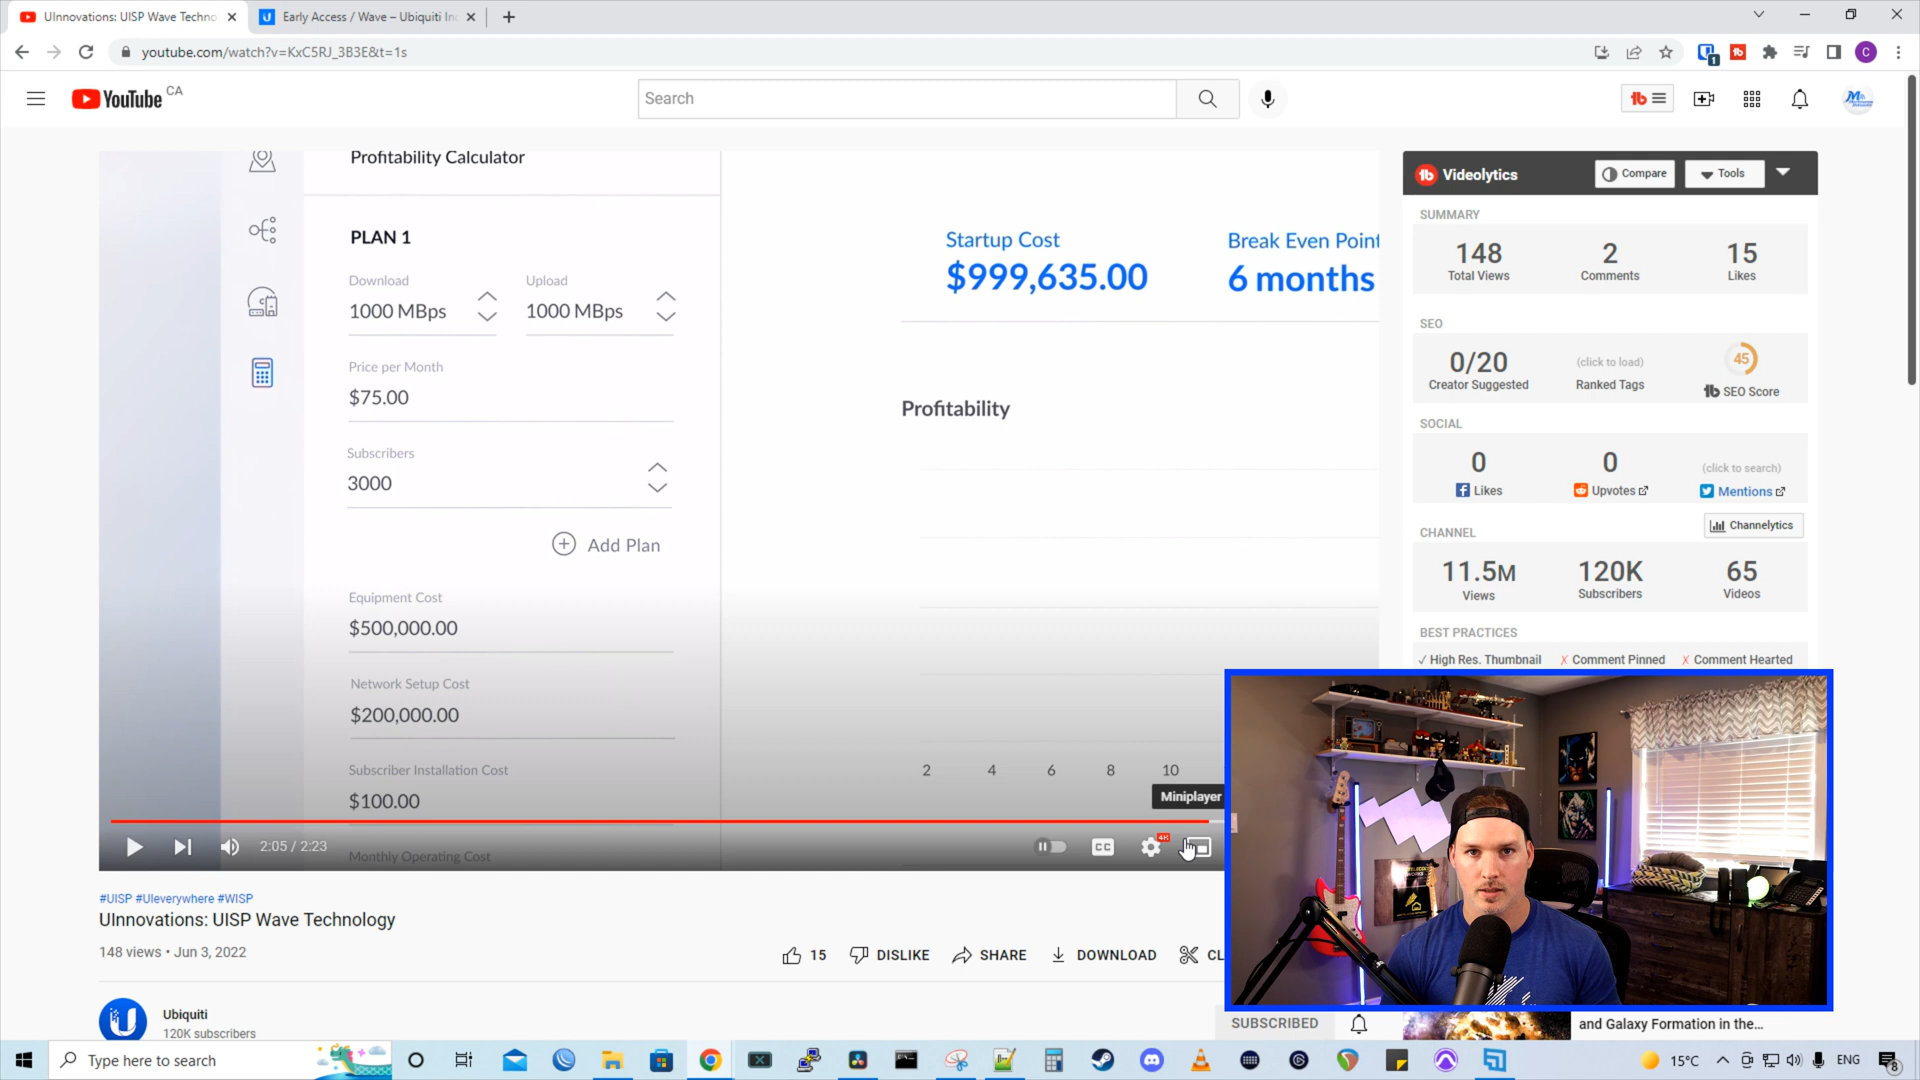 UInnovations: UISP Wave Techno
Early Access / Wave – Ubiquiti In
youtube.com/watch?v=KxC5RJ_3B3E&t=1s
1
C
YouTube CA
Search
Profitability Calculator
PLAN 1
Download
Upload
1000 MBps
1000 MBps
Price per Month
$75.00
Subscribers
3000
Add Plan
Equipment Cost
$500,000.00
Network Setup Cost
$200,000.00
Subscriber Installation Cost
$100.00
Monthly Operating Cost
Startup Cost
$999,635.00
Break Even Point
6 months
Profitability
2 4 6 8 10
Miniplayer
2:05 / 2:23
CC
4K
Videolytics
Compare
Tools
SUMMARY
148 2 15
Total Views Comments Likes
SEO
0/20 (click to load) 45
Creator Suggested Ranked Tags SEO Score
SOCIAL
0 0 (click to search)
Likes Upvotes Mentions
CHANNEL
Channelytics
11.5M 120K 65
Views Subscribers Videos
BEST PRACTICES
✓ High Res. Thumbnail ✗ Comment Pinned ✗ Comment Hearted
#UISP #UIeverywhere #WISP
UInnovations: UISP Wave Technology
148 views • Jun 3, 2022
15 DISLIKE SHARE DOWNLOAD CL
Ubiquiti
120K subscribers
SUBSCRIBED
and Galaxy Formation in the...
Type here to search
15°C
ENG
8